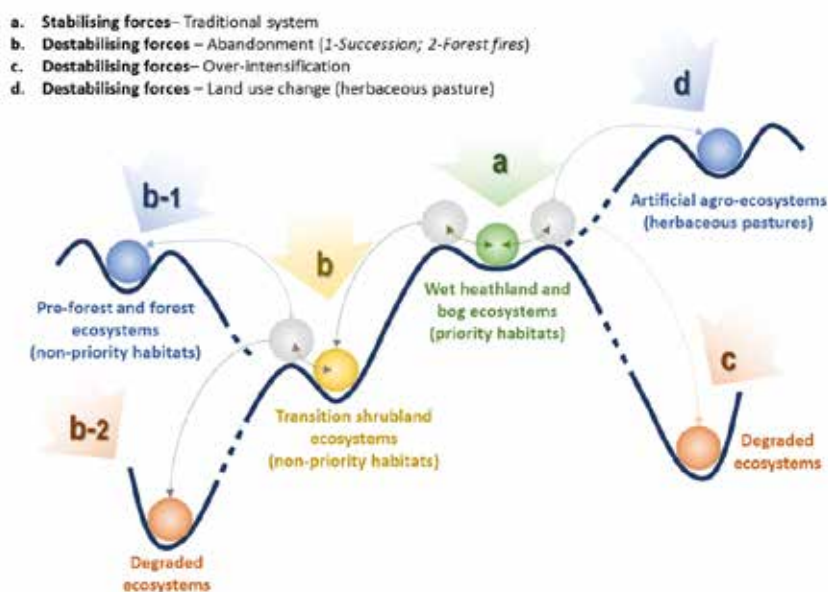 a. Stabilising forces– Traditional system
b. Destabilising forces – Abandonment (1-Succession; 2-Forest fires)
c. Destabilising forces– Over-intensification
d. Destabilising forces – Land use change (herbaceous pasture)
d
a
b-1
Artificial agro-ecosystems
(herbaceous pastures)
b
Wet heathland and
bog ecosystems
(priority habitats)
Pre-forest and forest
ecosystems
(non-priority habitats)
c
b-2
Transition shrubland
ecosystems
(non-priority habitats)
Degraded
ecosystems
Degraded
ecosystems